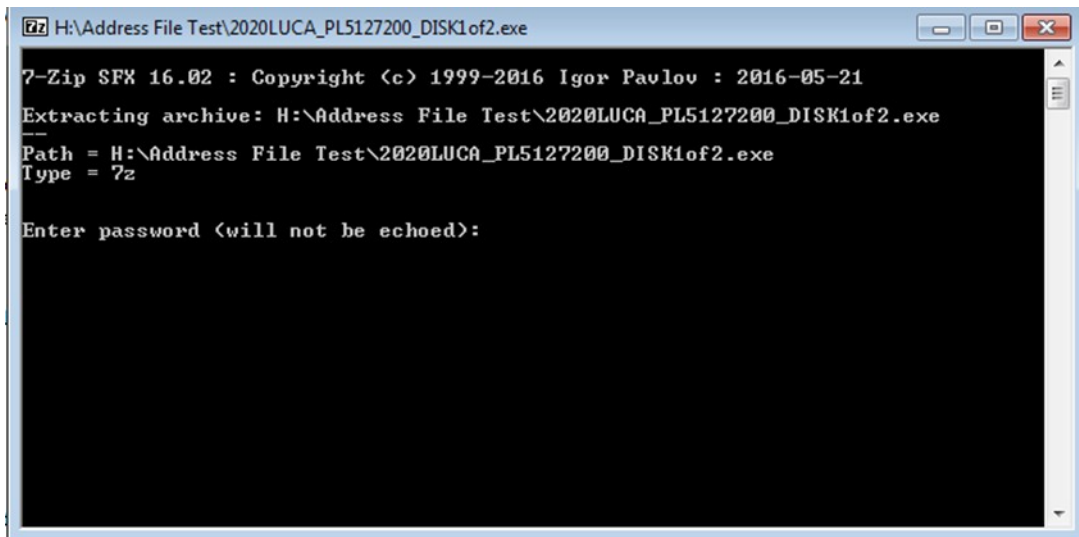 H:\Address File Test\2020LUCA_PL5127200_DISK1of2.exe
7-Zip SFX 16.02 : Copyright (c) 1999-2016 Igor Pavlov : 2016-05-21
Extracting archive: H:\Address File Test\2020LUCA_PL5127200_DISK1of2.exe
--
Path = H:\Address File Test\2020LUCA_PL5127200_DISK1of2.exe
Type = 7z
Enter password (will not be echoed):